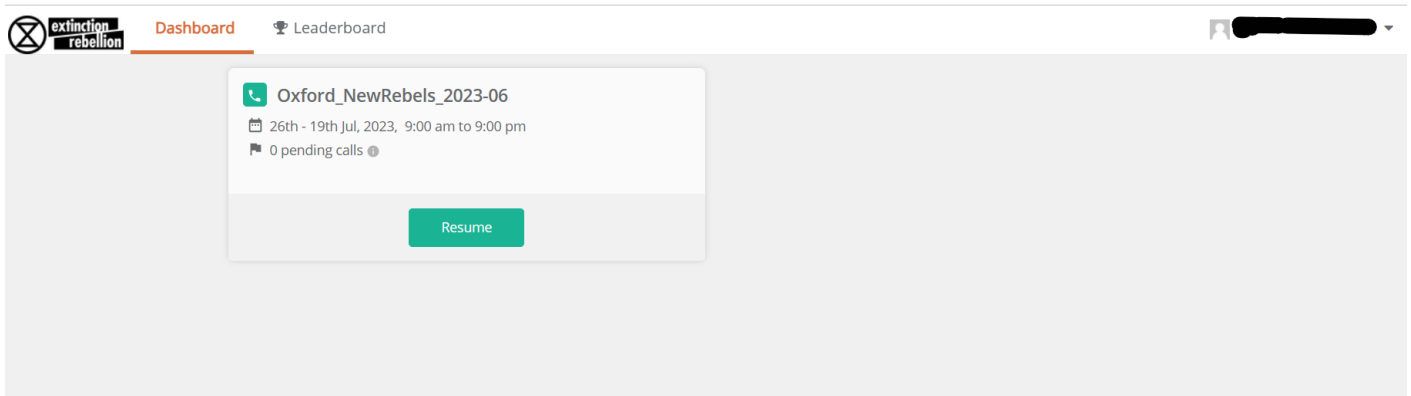 extinction
rebellion
Dashboard
Leaderboard
Oxford_NewRebels_2023-06
26th - 19th Jul, 2023, 9:00 am to 9:00 pm
0 pending calls
Resume